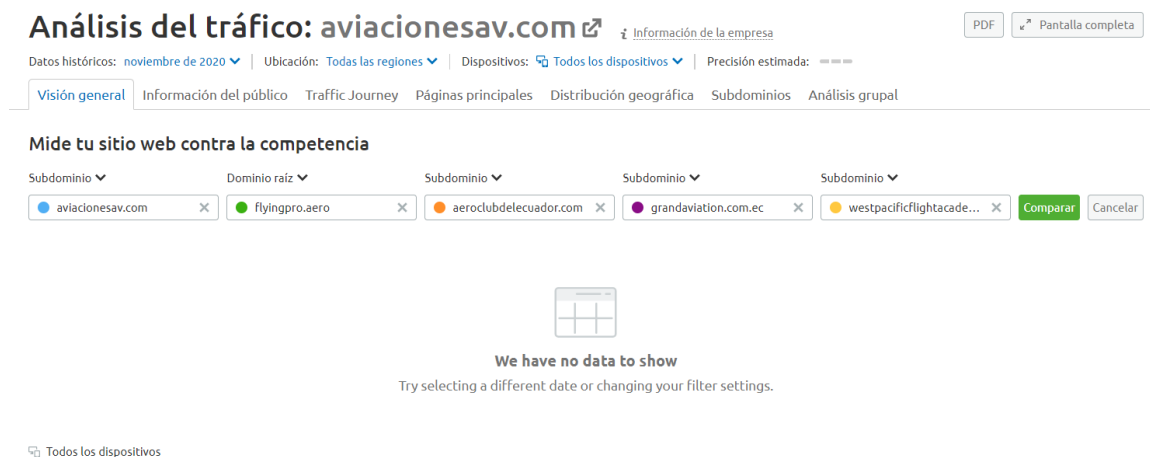 Análisis del tráfico: aviacionesav.com i Información de la empresa PDF Pantalla completa
Datos históricos: noviembre de 2020 Ubicación: Todas las regiones Dispositivos: Todos los dispositivos Precisión estimada:
Visión general Información del público Traffic Journey Páginas principales Distribución geográfica Subdominios Análisis grupal
Mide tu sitio web contra la competencia
Subdominio Dominio raíz Subdominio Subdominio Subdominio
aviacionesav.com flyingpro.aero aeroclubdelecuador.com grandaviation.com.ec westpacificflightacade... Comparar Cancelar
We have no data to show
Try selecting a different date or changing your filter settings.
Todos los dispositivos